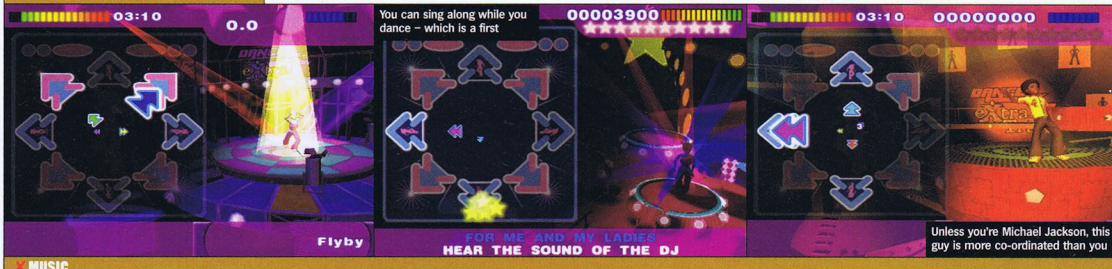 03:10
0.0
Flyby
You can sing along while you
dance – which is a first
00003900
FOR ME AND MY LADIES
HEAR THE SOUND OF THE DJ
03:10
00000000
DANCE
eXtra
Unless you're Michael Jackson, this
guy is more co-ordinated than you
MUSIC